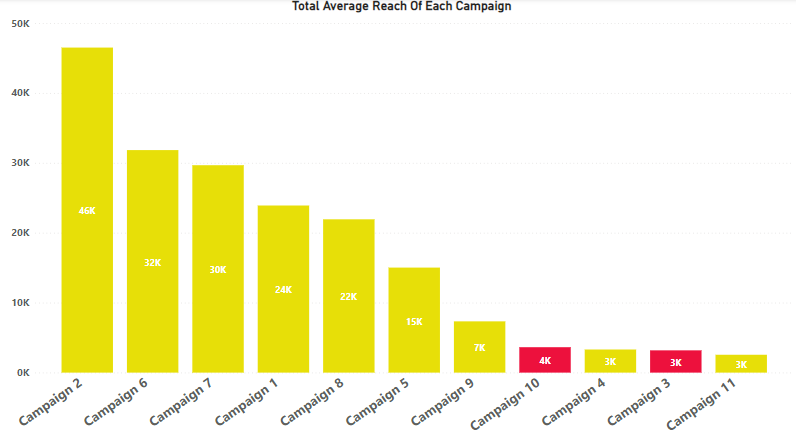 Total Average Reach Of Each Campaign
50K
40K
30K
20K
10K
0K
46K
32K
30K
24K
22K
15K
7K
4K
3K
3K
3K
Campaign 2
Campaign 6
Campaign 7
Campaign 1
Campaign 8
Campaign 5
Campaign 9
Campaign 10
Campaign 4
Campaign 3
Campaign 11